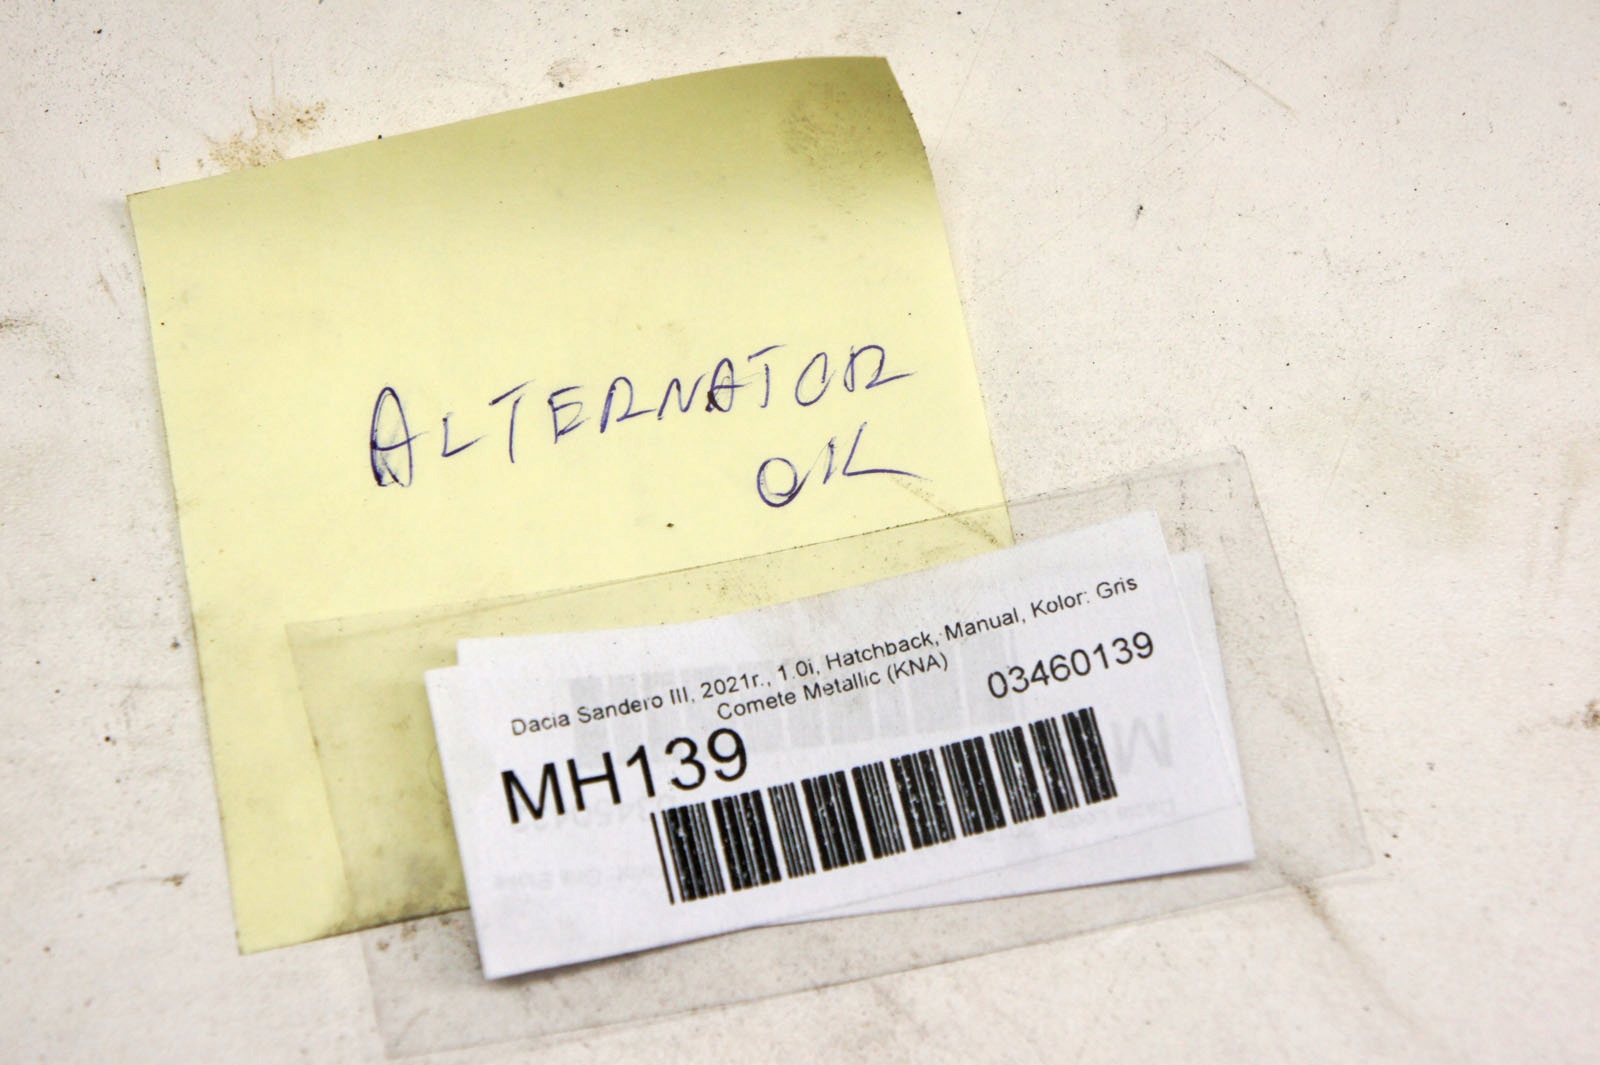 ALTERNATOR
OK
Dacia Sandero III, 2021r., 1.0i, Hatchback, Manual, Kolor: Gris
Comete Metallic (KNA)
03460139
MH139